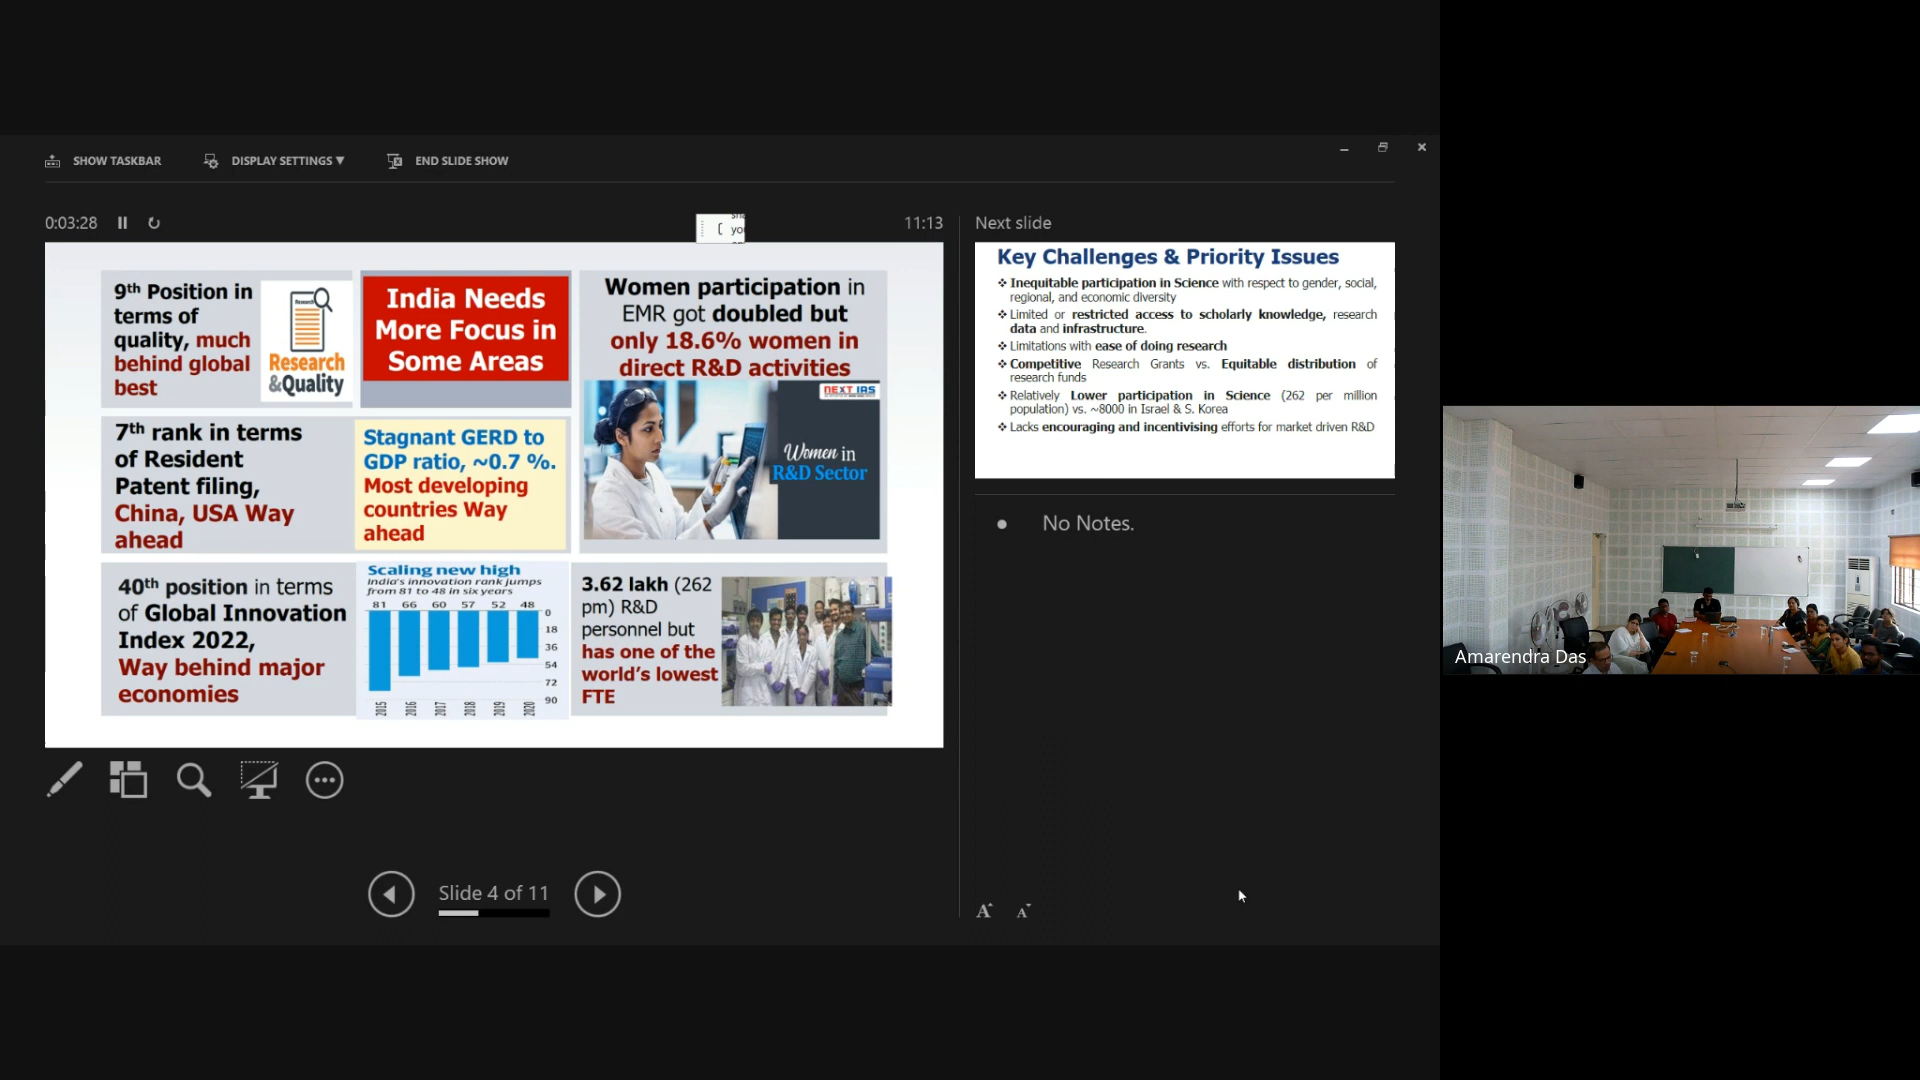 SHOW TASKBAR
DISPLAY SETTINGS ▼
END SLIDE SHOW
0:03:28
11:13
9th Position in
terms of
quality, much
behind global
best
Research
Research
&Quality
India Needs
More Focus in
Some Areas
Women participation in
EMR got doubled but
only 18.6% women in
direct R&D activities
NEXT IAS
Women in
R&D Sector
7th rank in terms
of Resident
Patent filing,
China, USA Way
ahead
Stagnant GERD to
GDP ratio, ~0.7 %.
Most developing
countries Way
ahead
40th position in terms
of Global Innovation
Index 2022,
Way behind major
economies
Scaling new high
India's innovation rank jumps
from 81 to 48 in six years
81 66 60 57 52 48
0
18
36
54
72
90
2015 2016 2017 2018 2019 2020
3.62 lakh (262
pm) R&D
personnel but
has one of the
world's lowest
FTE
Slide 4 of 11
Next slide
Key Challenges & Priority Issues
❖ Inequitable participation in Science with respect to gender, social,
regional, and economic diversity
❖ Limited or restricted access to scholarly knowledge, research
data and infrastructure.
❖ Limitations with ease of doing research
❖ Competitive Research Grants vs. Equitable distribution of
research funds
❖ Relatively Lower participation in Science (262 per million
population) vs. ~8000 in Israel & S. Korea
❖ Lacks encouraging and incentivising efforts for market driven R&D
● No Notes.
A A
Amarendra Das